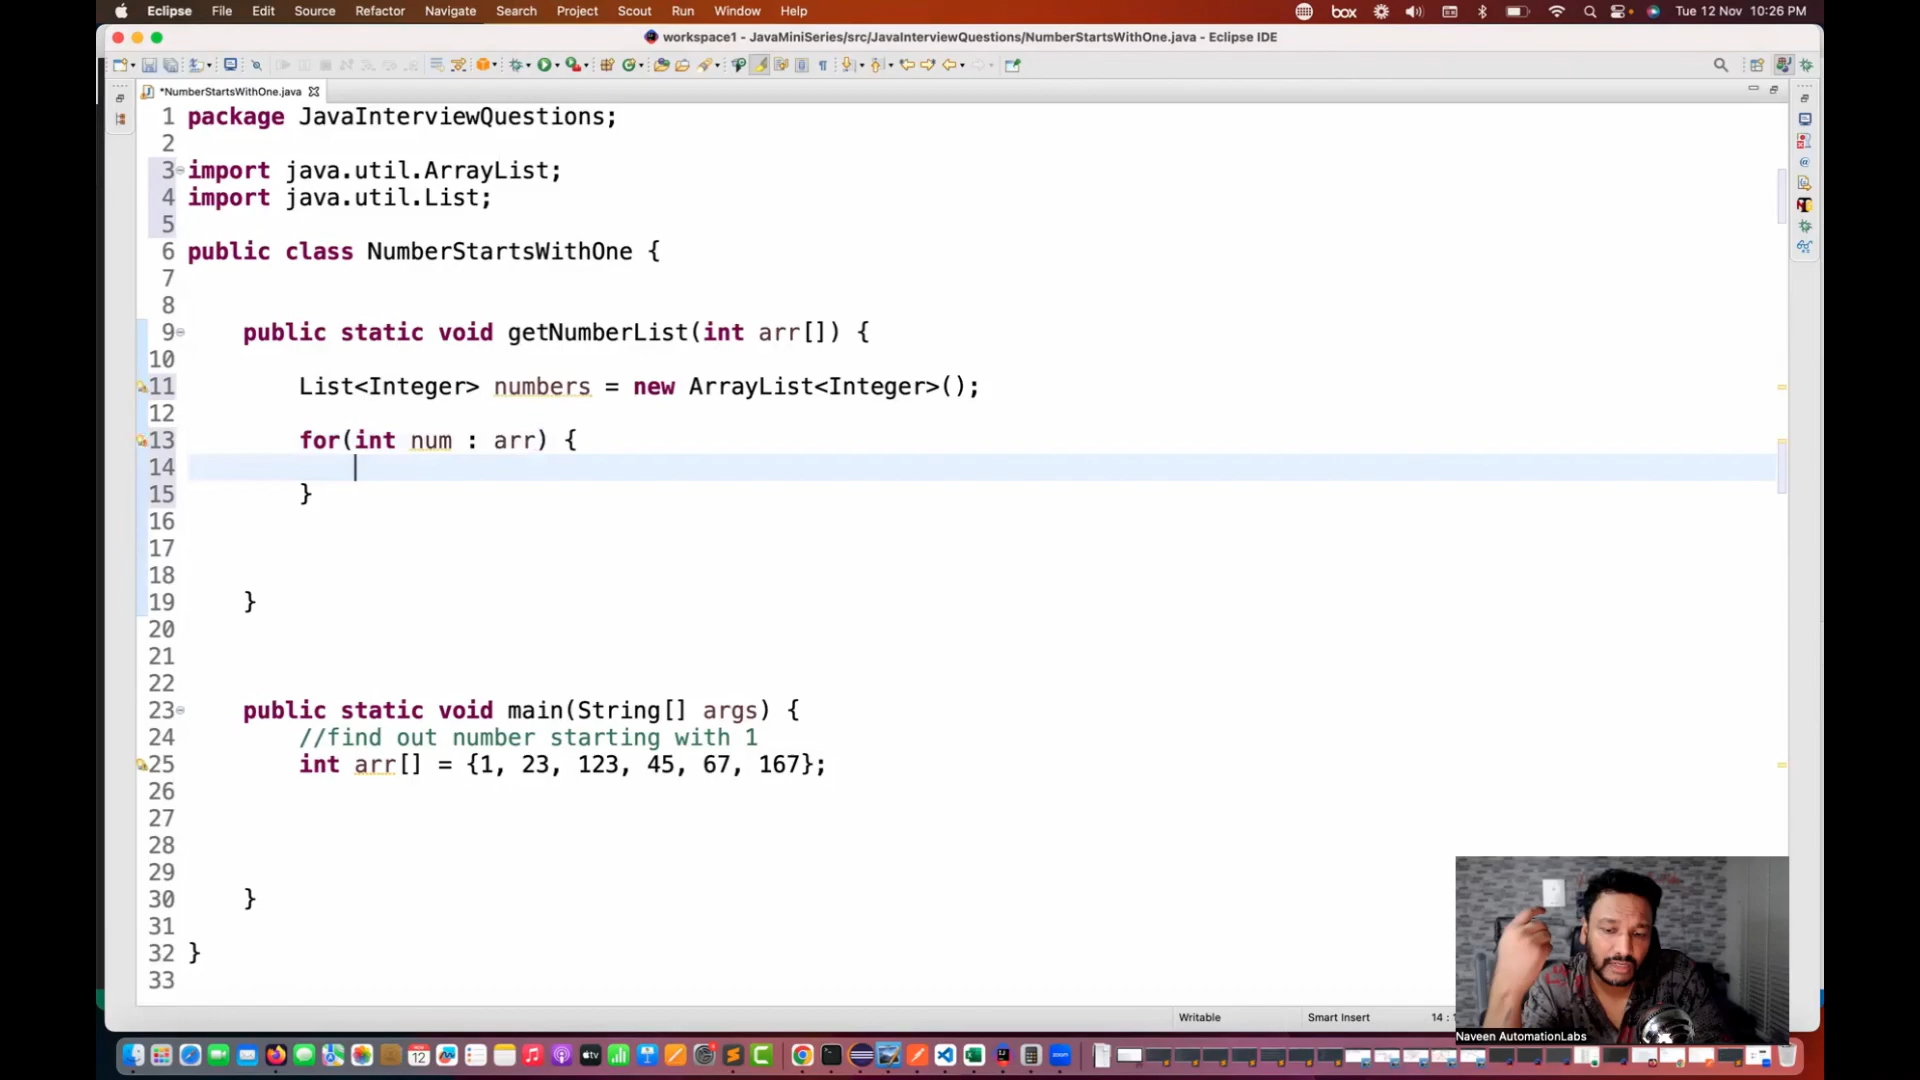 Eclipse File Edit Source Refactor Navigate Search Project Scout Run Window Help box Tue 12 Nov 10:26 PM
workspace1 - JavaMiniSeries/src/JavaInterviewQuestions/NumberStartsWithOne.java - Eclipse IDE
*NumberStartsWithOne.java
1 package JavaInterviewQuestions;
2
3 import java.util.ArrayList;
4 import java.util.List;
5
6 public class NumberStartsWithOne {
7
8
9 public static void getNumberList(int arr[]) {
10
11 List<Integer> numbers = new ArrayList<Integer>();
12
13 for(int num : arr) {
14
15 }
16
17
18
19 }
20
21
22
23 public static void main(String[] args) {
24 //find out number starting with 1
25 int arr[] = {1, 23, 123, 45, 67, 167};
26
27
28
29
30 }
31
32 }
33
Writable Smart Insert 14 :
Naveen AutomationLabs